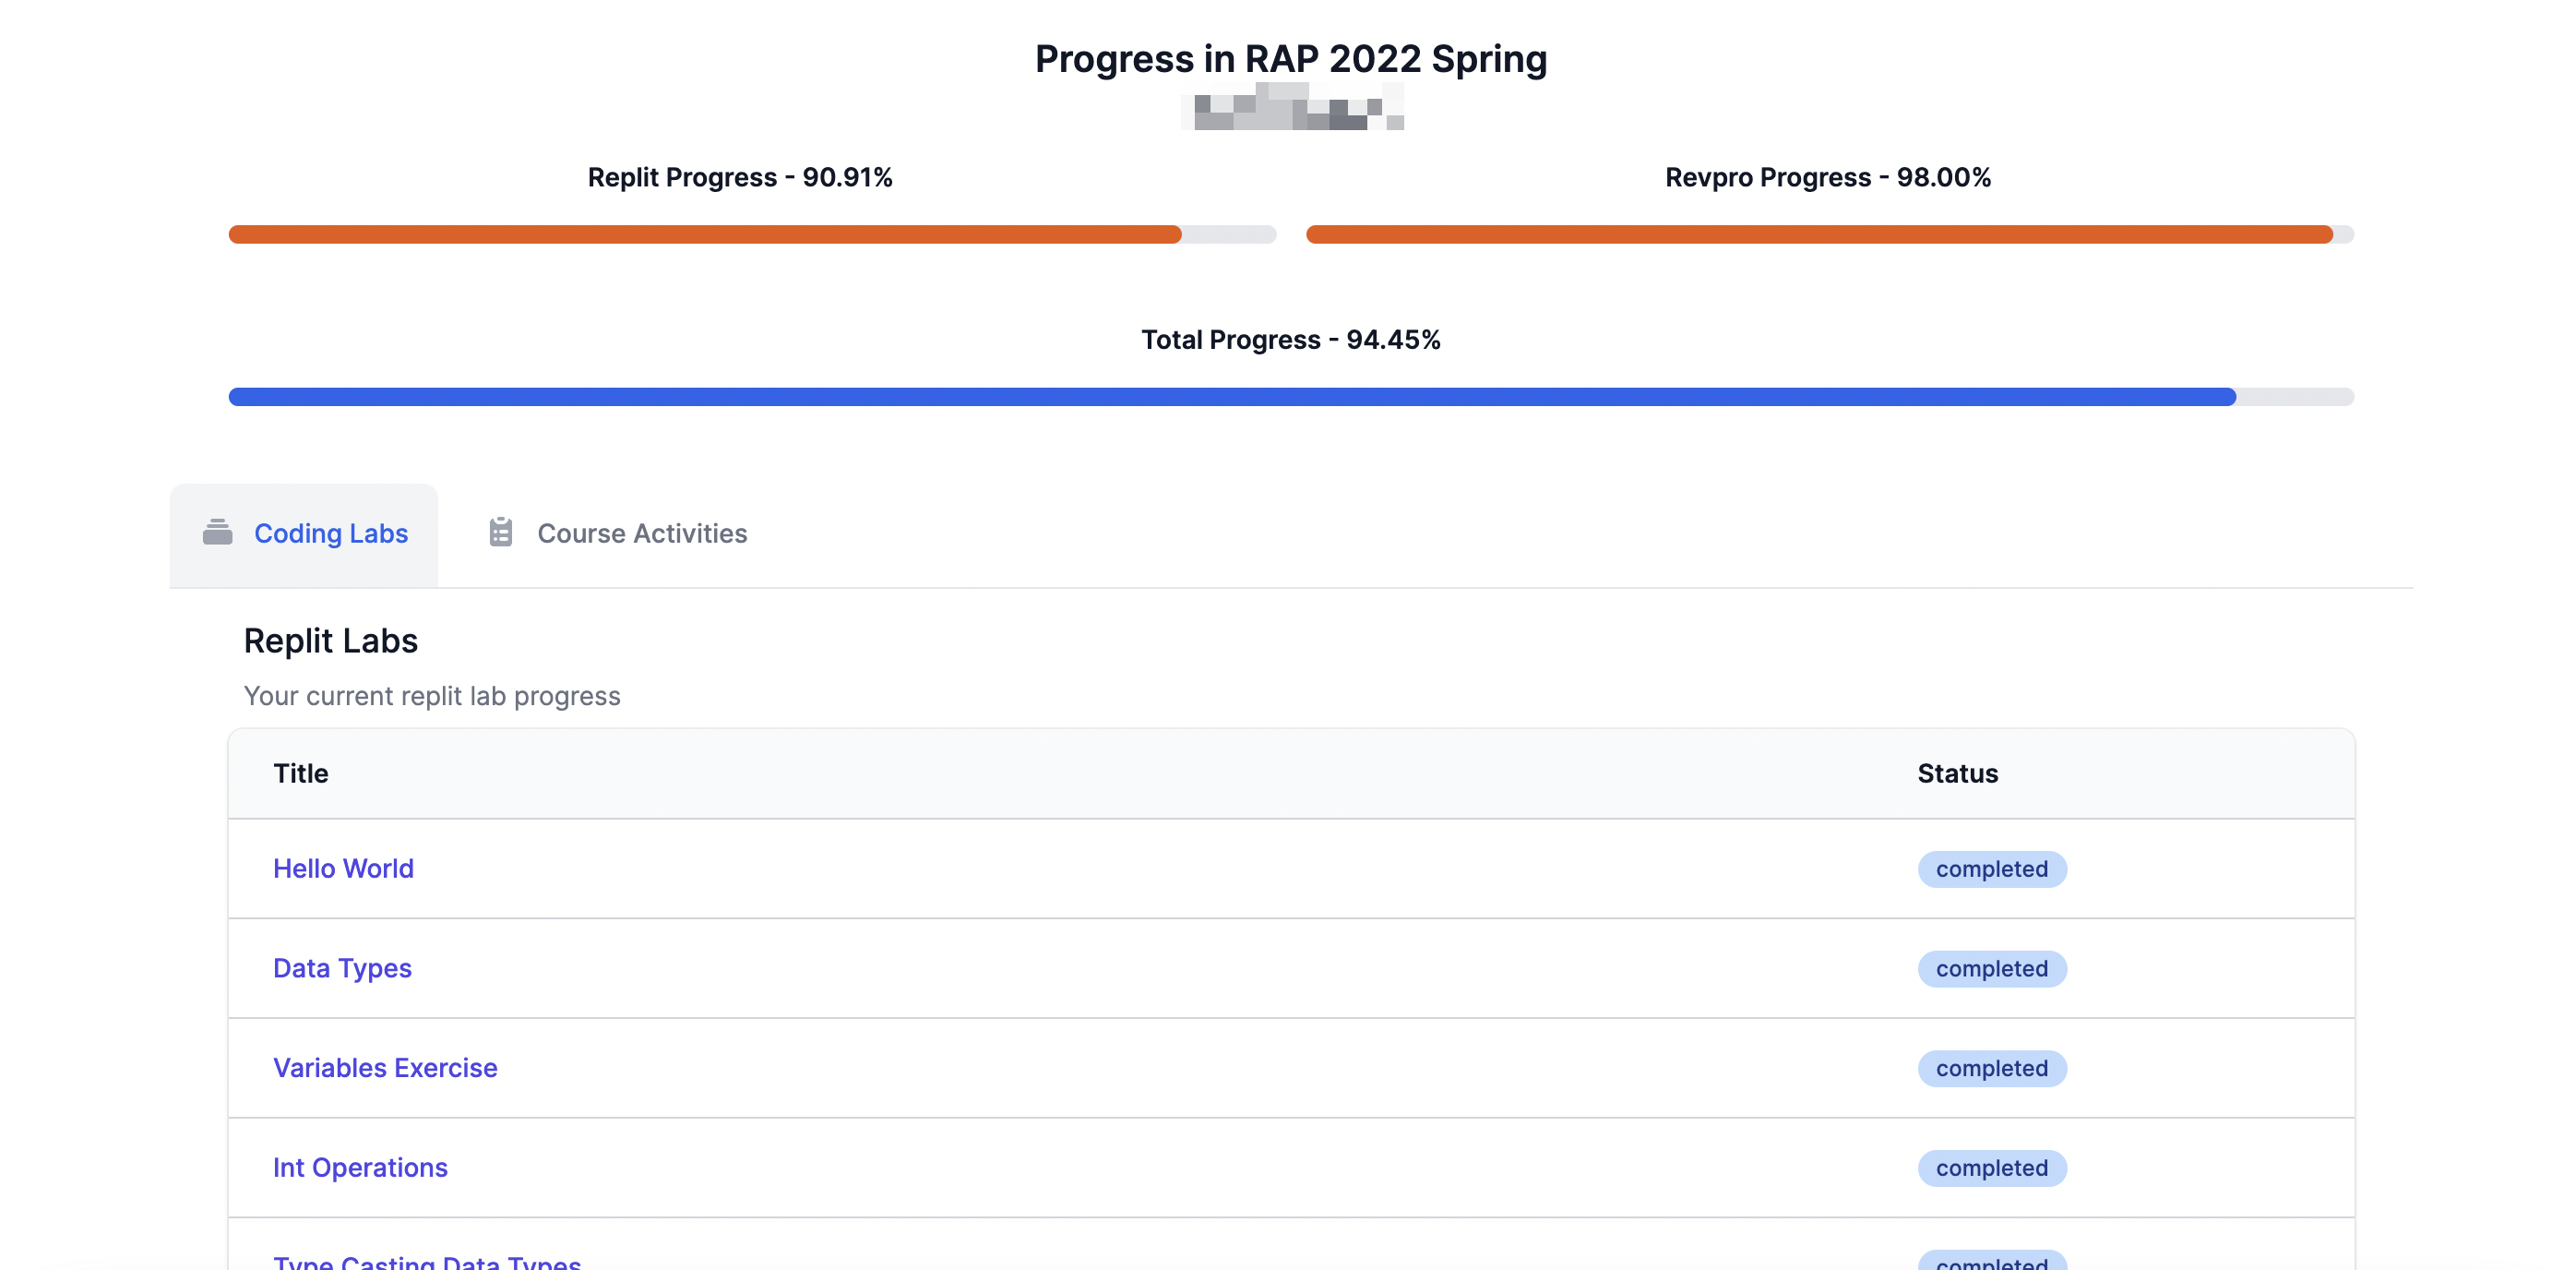 Progress in RAP 2022 Spring
Replit Progress - 90.91%
Revpro Progress - 98.00%
Total Progress - 94.45%
Coding Labs
Course Activities
Replit Labs
Your current replit lab progress
Title Status
Hello World completed
Data Types completed
Variables Exercise completed
Int Operations completed
Type Casting Data Types completed